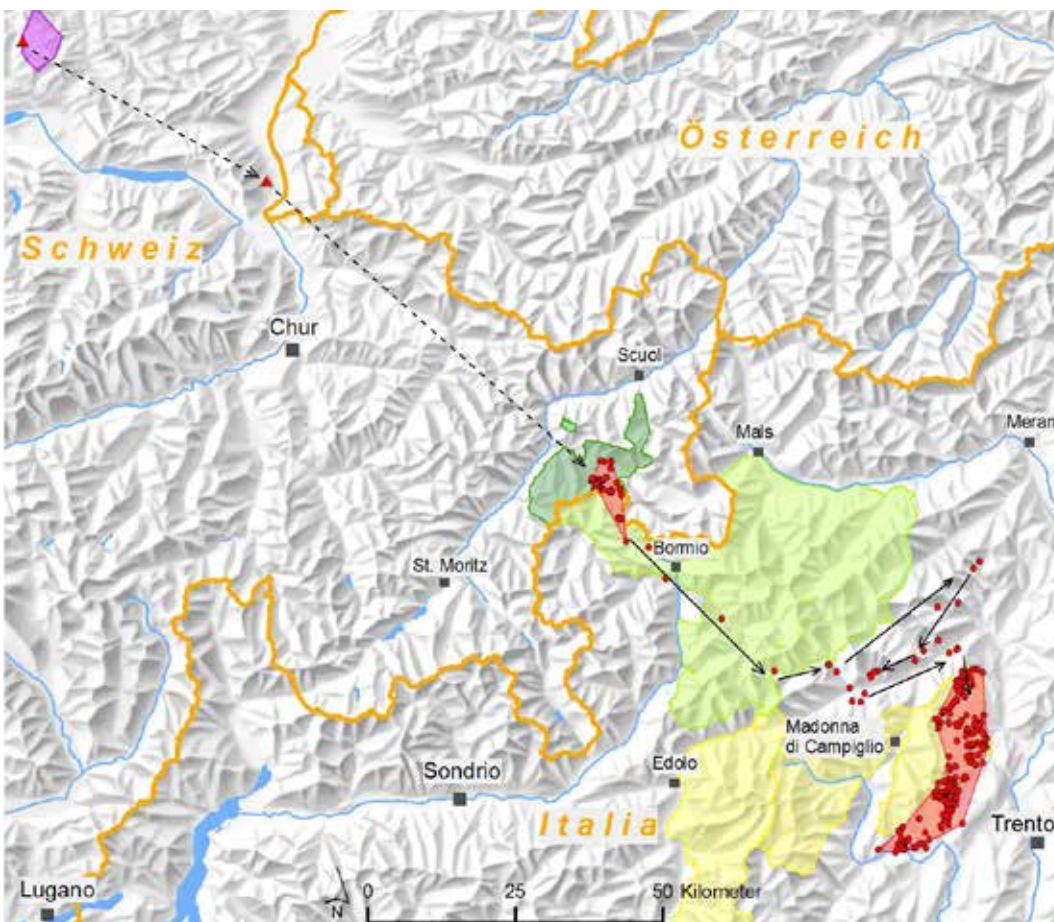 Österreich
Schweiz
Chur
Scuol
Mals
Meran
Bormio
St. Moritz
Madonna
di Campiglio
Edolo
Sondrio
Italia
Trento
Lugano
N
0 25 50 Kilometer